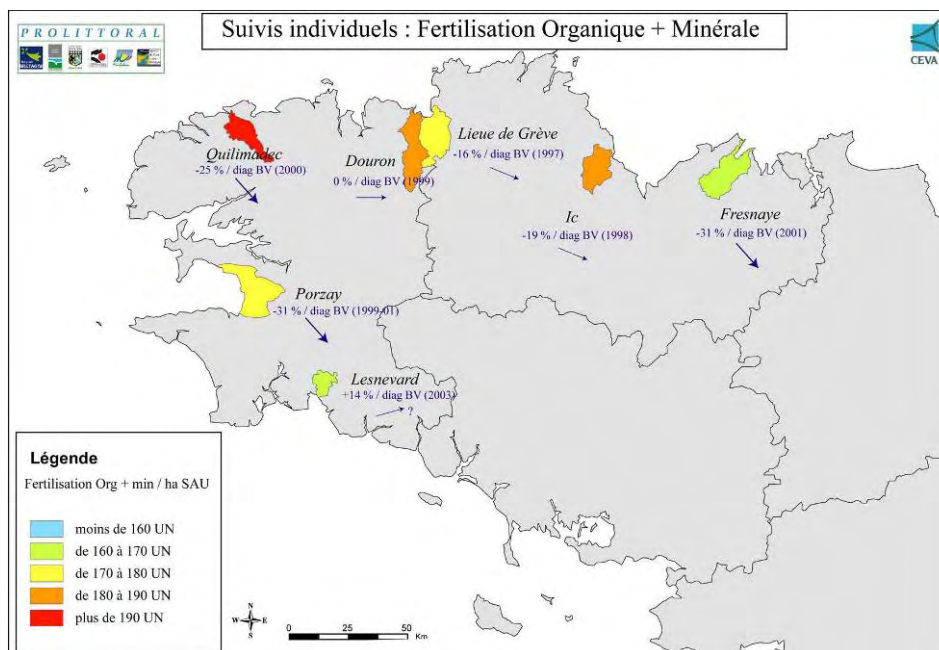 PROLITTORAL
Suivis individuels : Fertilisation Organique + Minérale
CEVA
Quilimadec
-25 % / diag BV (2000)
Douron
0 % / diag BV (1999)
Lieue de Grève
-16 % / diag BV (1997)
Ic
-19 % / diag BV (1998)
Fresnaye
-31 % / diag BV (2001)
Porzay
-31 % / diag BV (1999-01)
Lesnevard
+14 % / diag BV (2003)
?
Légende
Fertilisation Org + min / ha SAU
moins de 160 UN
de 160 à 170 UN
de 170 à 180 UN
de 180 à 190 UN
plus de 190 UN
N
W E
S
0 25 50
Km